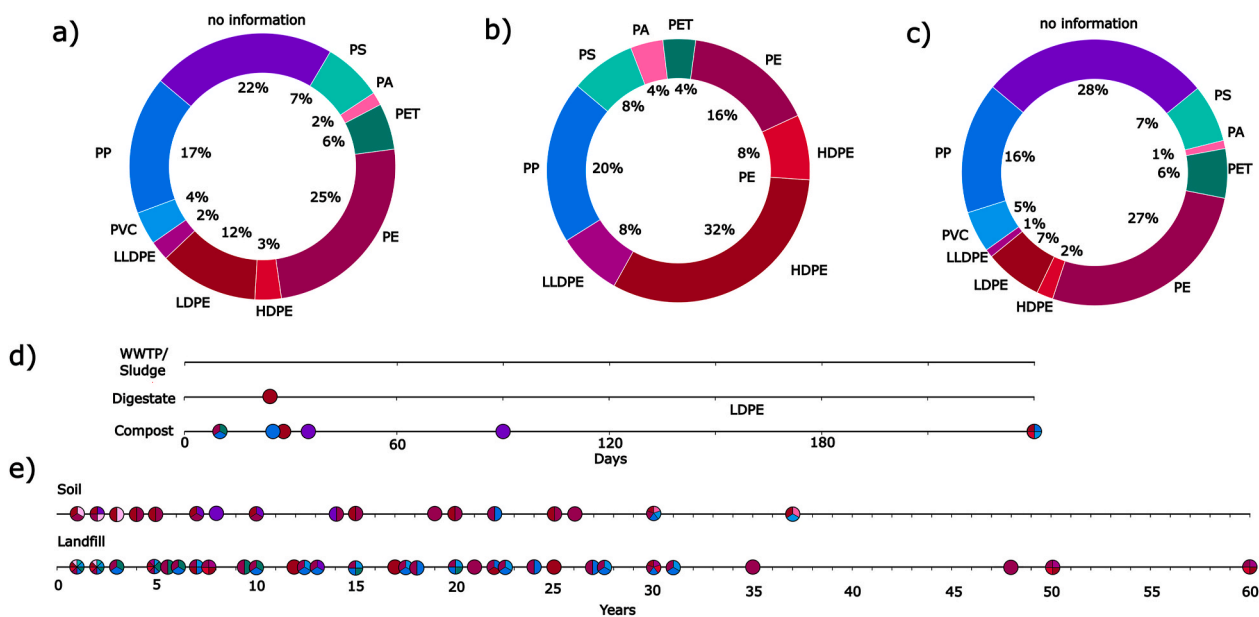 a)
no information
PS
PA
PET
PE
HDPE
LDPE
LLDPE
PVC
PP
22%
7%
2%
6%
25%
3%
12%
2%
4%
17%
b)
PA
PET
PE
HDPE
PE
HDPE
LLDPE
PP
PS
4%
4%
16%
8%
32%
8%
20%
8%
c)
no information
PS
PA
PET
PE
HDPE
LDPE
LLDPE
PVC
PP
28%
7%
1%
6%
27%
2%
7%
1%
5%
16%
d)
WWTP/
Sludge
Digestate
LDPE
Compost
0 60 120 180
Days
e)
Soil
Landfill
0 5 10 15 20 25 30 35 40 45 50 55 60
Years